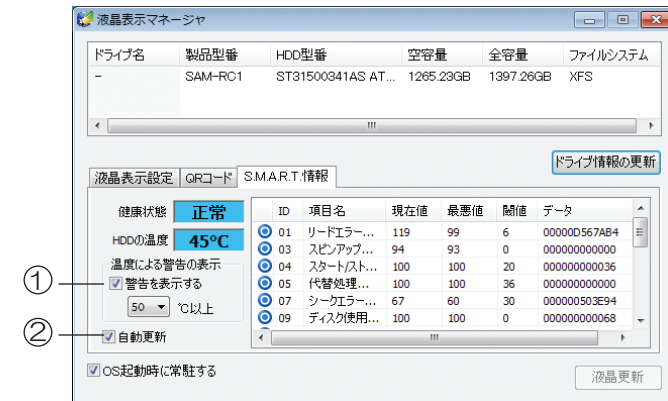 液晶表示マネージャ
ドライブ名 製品型番 HDD型番 空容量 全容量 ファイルシステム
- SAM-RC1 ST31500341AS AT... 1265.23GB 1397.26GB XFS
ドライブ情報の更新
液晶表示設定 QRコード S.M.A.R.T.情報
健康状態 正常
HDDの温度 45°C
温度による警告の表示
① 警告を表示する
50 ℃以上
② 自動更新
ID 項目名 現在値 最悪値 閾値 データ
01 リードエラー... 119 99 6 00000D567AB4
03 スピンアップ... 94 93 0 000000000000
04 スタート/スト... 100 100 20 000000000036
05 代替処理... 100 100 36 000000000000
07 シークエラー... 67 60 30 000000503E94
09 ディスク使用... 100 100 0 000000000068
OS起動時に常駐する
液晶更新